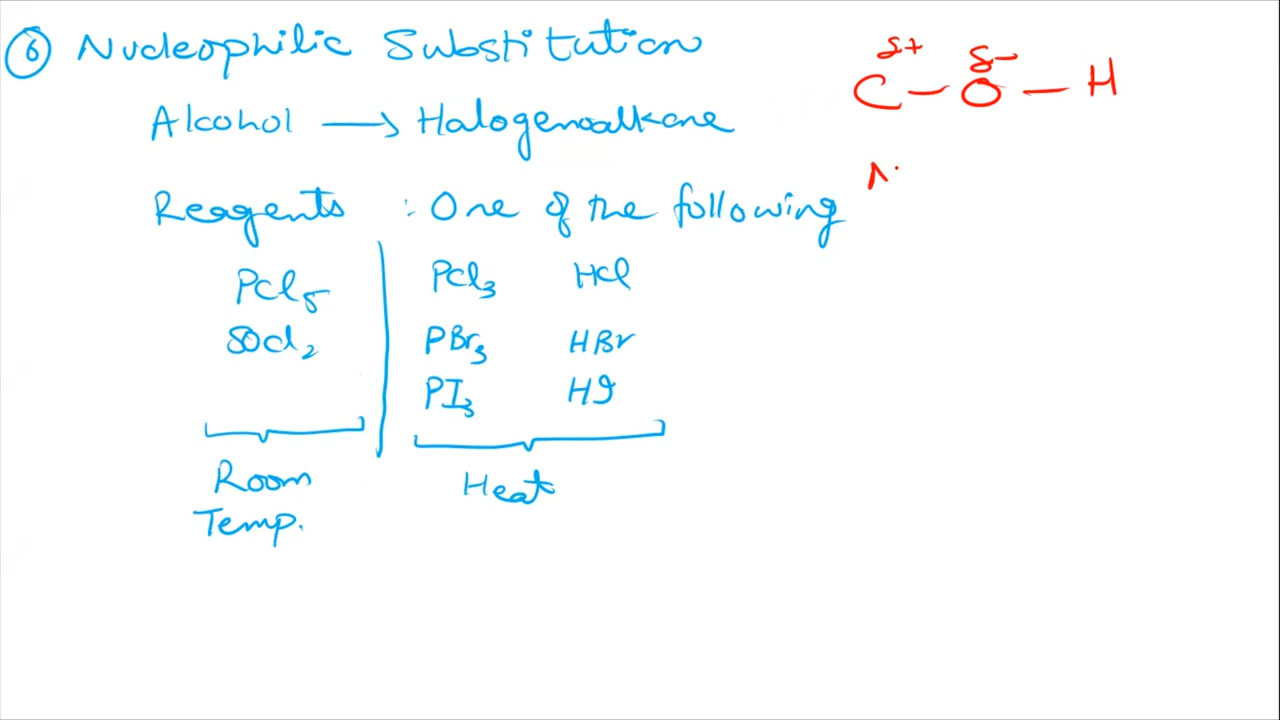 ⑥ Nucleophilic Substitution
Alcohol → Halogenoalkane
Reagents : One of the following
PCl₅
SOCl₂
PCl₃ HCl
PBr₃ HBr
PI₃ HI
Room
Temp.
Heat
δ+ δ−
C — O — H